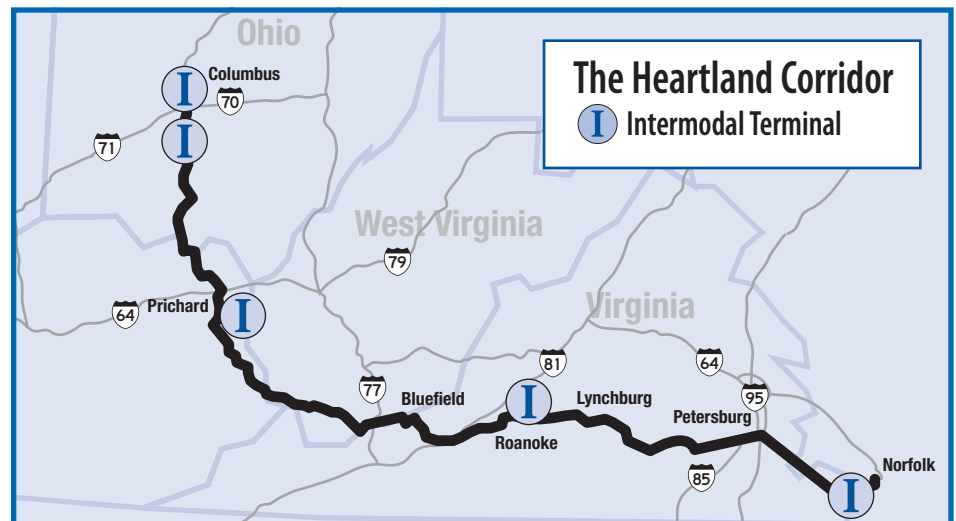 Ohio
The Heartland Corridor
I Intermodal Terminal
I
Columbus
70
71
I
West Virginia
79
Virginia
64
Prichard
I
64
81
77
95
Bluefield
I
Lynchburg
Petersburg
Roanoke
Norfolk
85
I